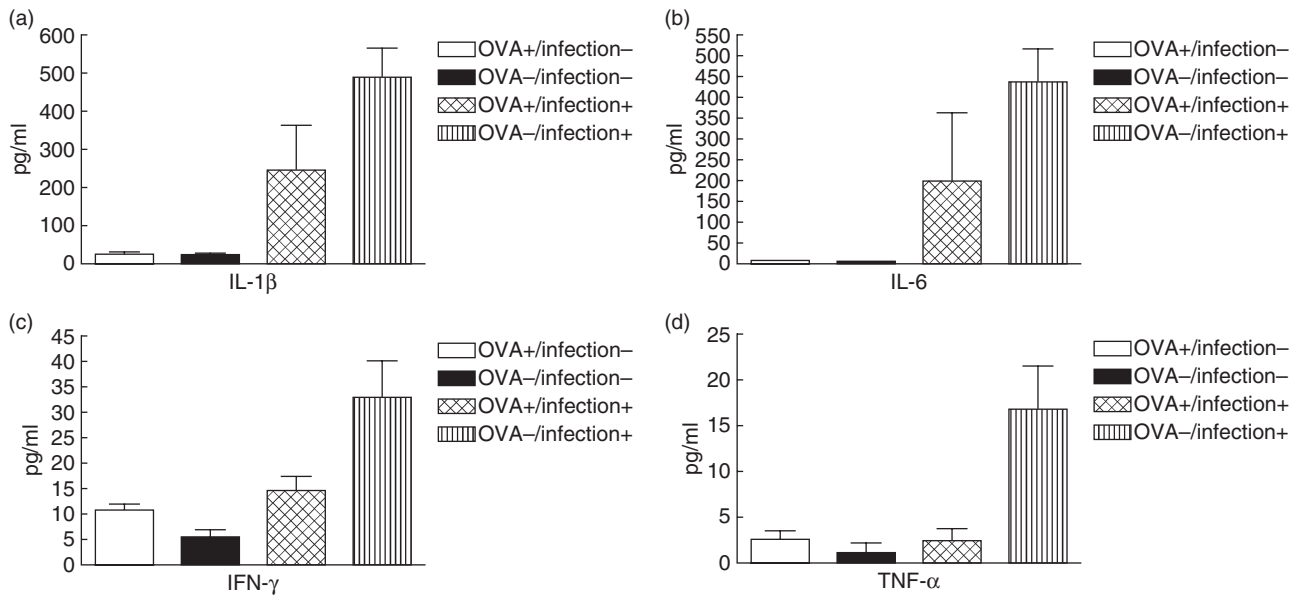 (a)
600
500
400
300
200
100
0
pg/ml
IL-1β
OVA+/infection–
OVA–/infection–
OVA+/infection+
OVA–/infection+
(b)
550
500
450
400
350
300
250
200
150
100
50
0
pg/ml
IL-6
OVA+/infection–
OVA–/infection–
OVA+/infection+
OVA–/infection+
(c)
45
40
35
30
25
20
15
10
5
0
pg/ml
IFN-γ
OVA+/infection–
OVA–/infection–
OVA+/infection+
OVA–/infection+
(d)
25
20
15
10
5
0
pg/ml
TNF-α
OVA+/infection–
OVA–/infection–
OVA+/infection+
OVA–/infection+